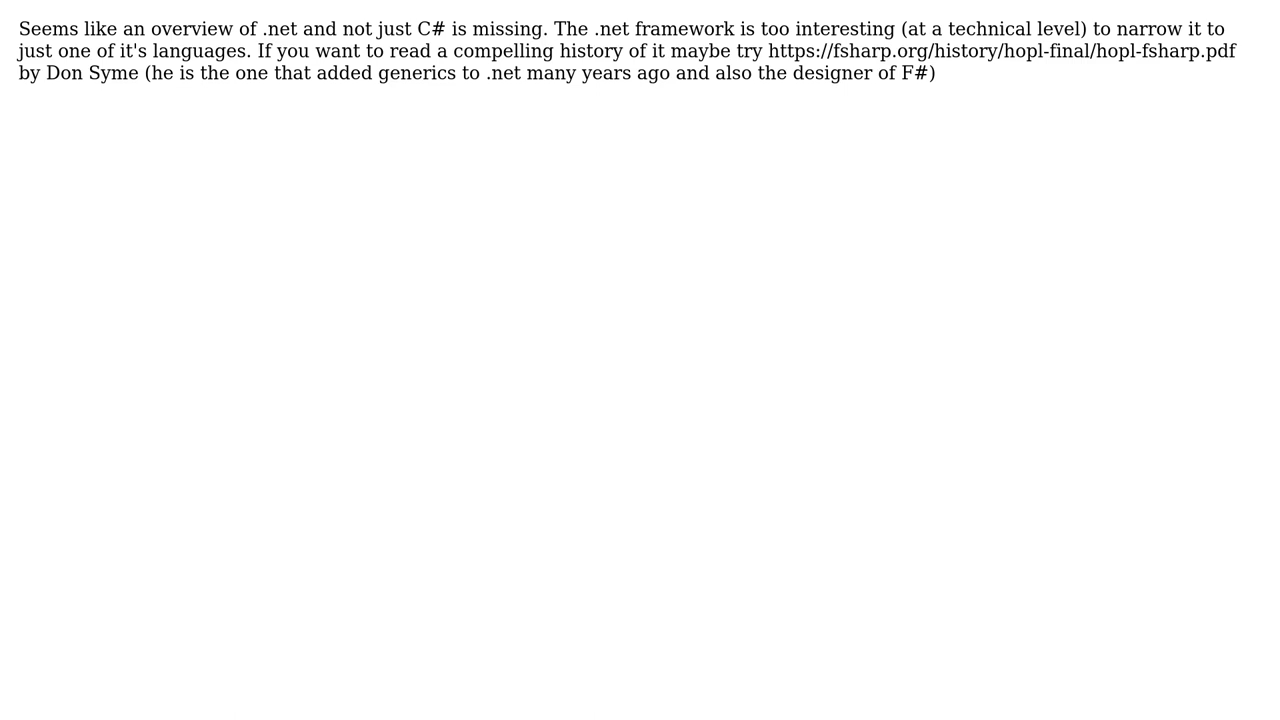 Seems like an overview of .net and not just C# is missing. The .net framework is too interesting (at a technical level) to narrow it to
just one of it's languages. If you want to read a compelling history of it maybe try https://fsharp.org/history/hopl-final/hopl-fsharp.pdf
by Don Syme (he is the one that added generics to .net many years ago and also the designer of F#)